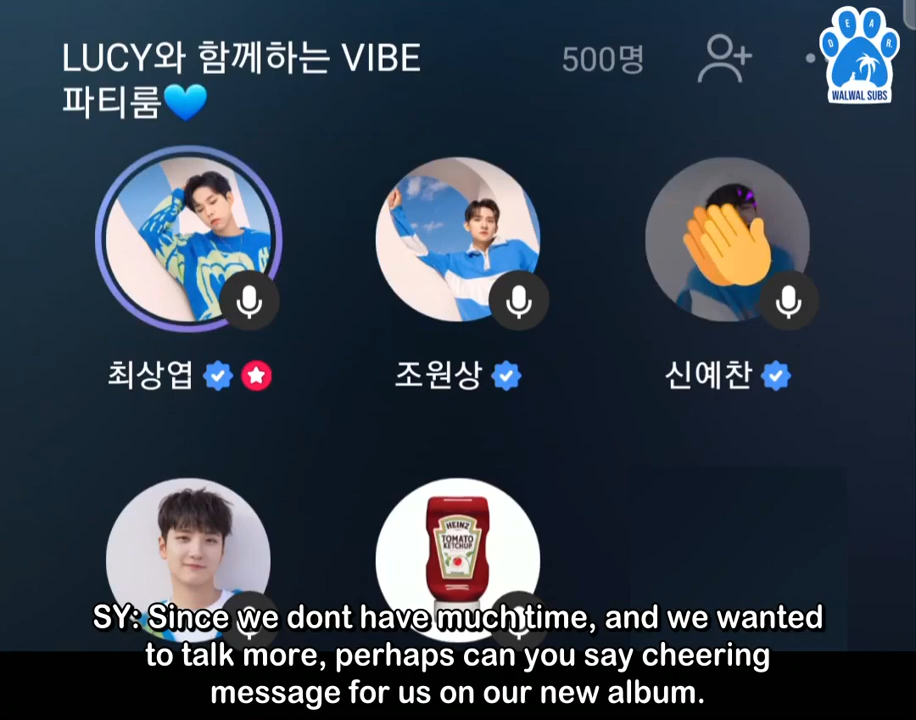 LUCY와 함께하는 VIBE
파티룸💙
500명
DEAR.
WALWAL SUBS
최상엽
조원상
신예찬
HEINZ
TOMATO
KETCHUP
SY: Since we dont have much time, and we wanted
to talk more, perhaps can you say cheering
message for us on our new album.